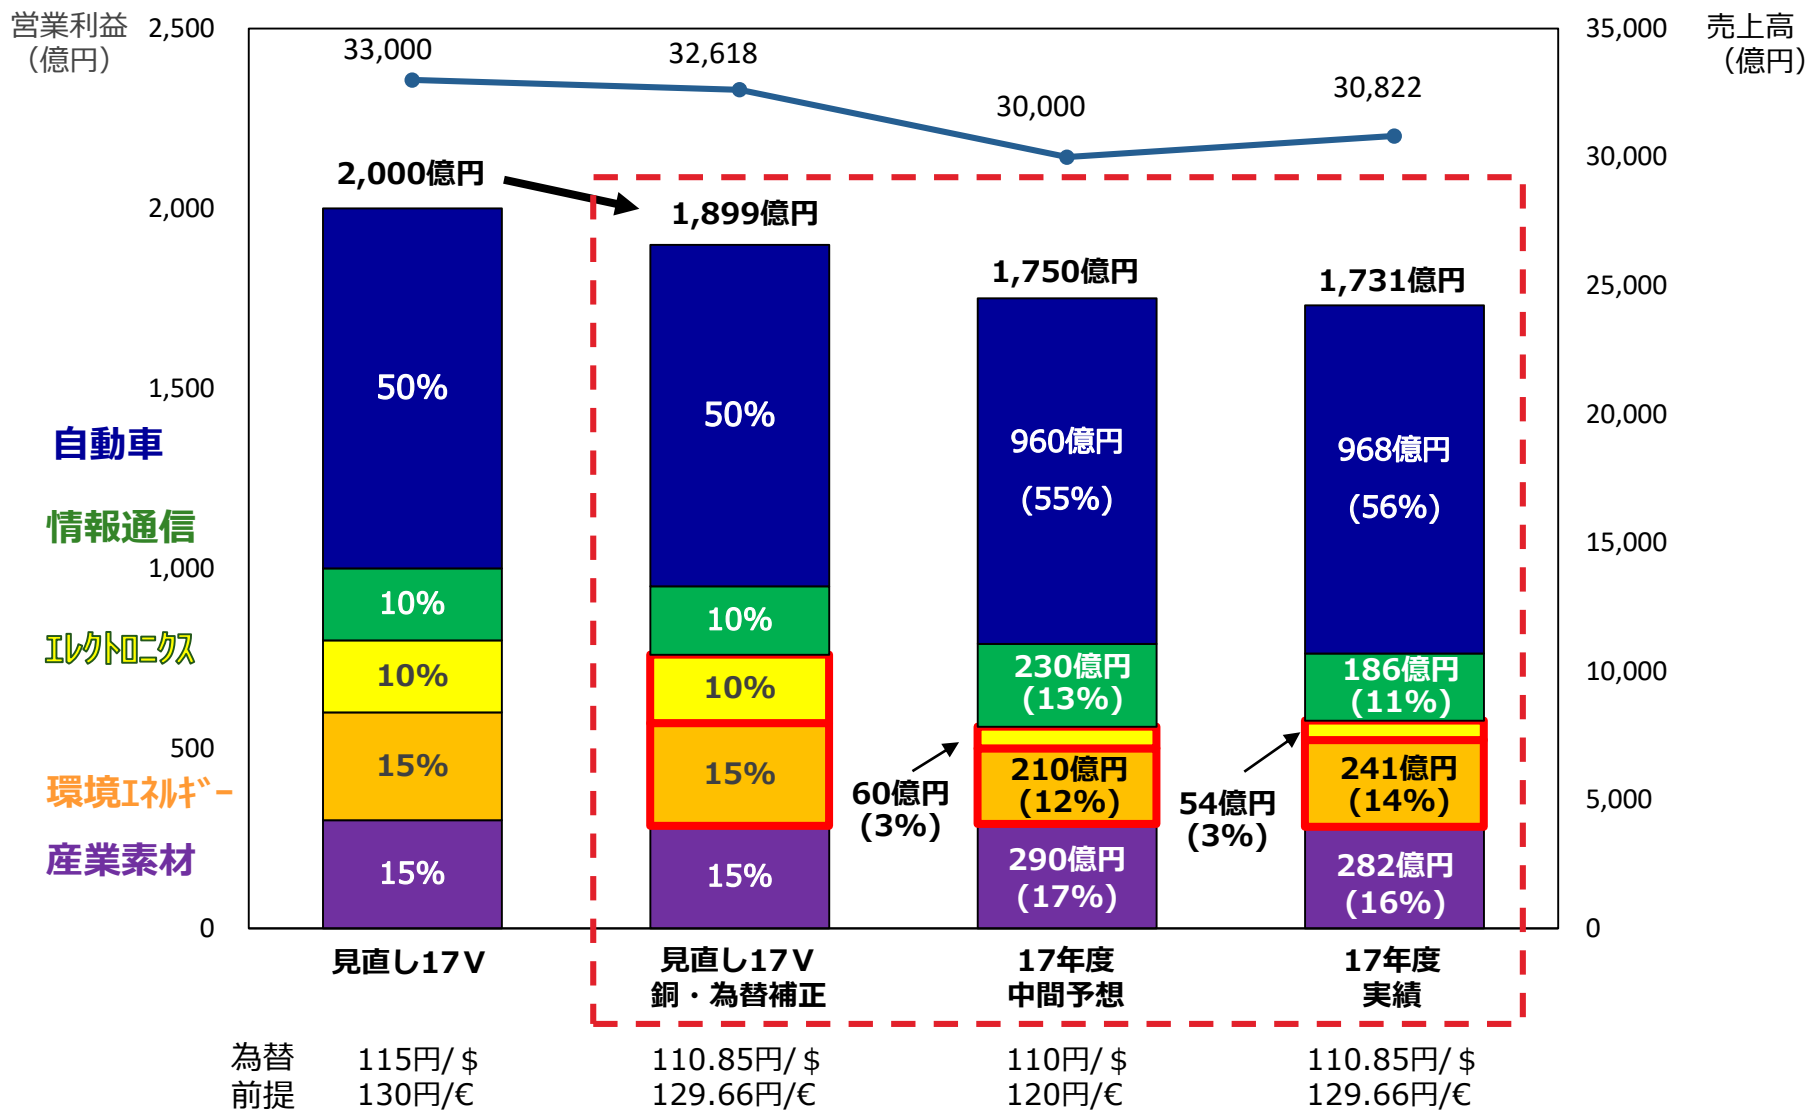 営業利益
（億円）
売上高
（億円）
2,500
2,000
1,500
1,000
500
0
35,000
30,000
25,000
20,000
15,000
10,000
5,000
0
33,000
32,618
30,000
30,822
2,000億円
1,899億円
1,750億円
1,731億円
自動車
情報通信
ｴﾚｸﾄﾛﾆｸｽ
環境ｴﾈﾙｷﾞｰ
産業素材
50%
10%
10%
15%
15%
50%
10%
10%
15%
15%
960億円
(55%)
230億円
(13%)
60億円
(3%)
210億円
(12%)
290億円
(17%)
968億円
(56%)
186億円
(11%)
54億円
(3%)
241億円
(14%)
282億円
(16%)
見直し17Ｖ
見直し17Ｖ
銅・為替補正
17年度
中間予想
17年度
実績
為替
前提
115円/＄
130円/€
110.85円/＄
129.66円/€
110円/＄
120円/€
110.85円/＄
129.66円/€